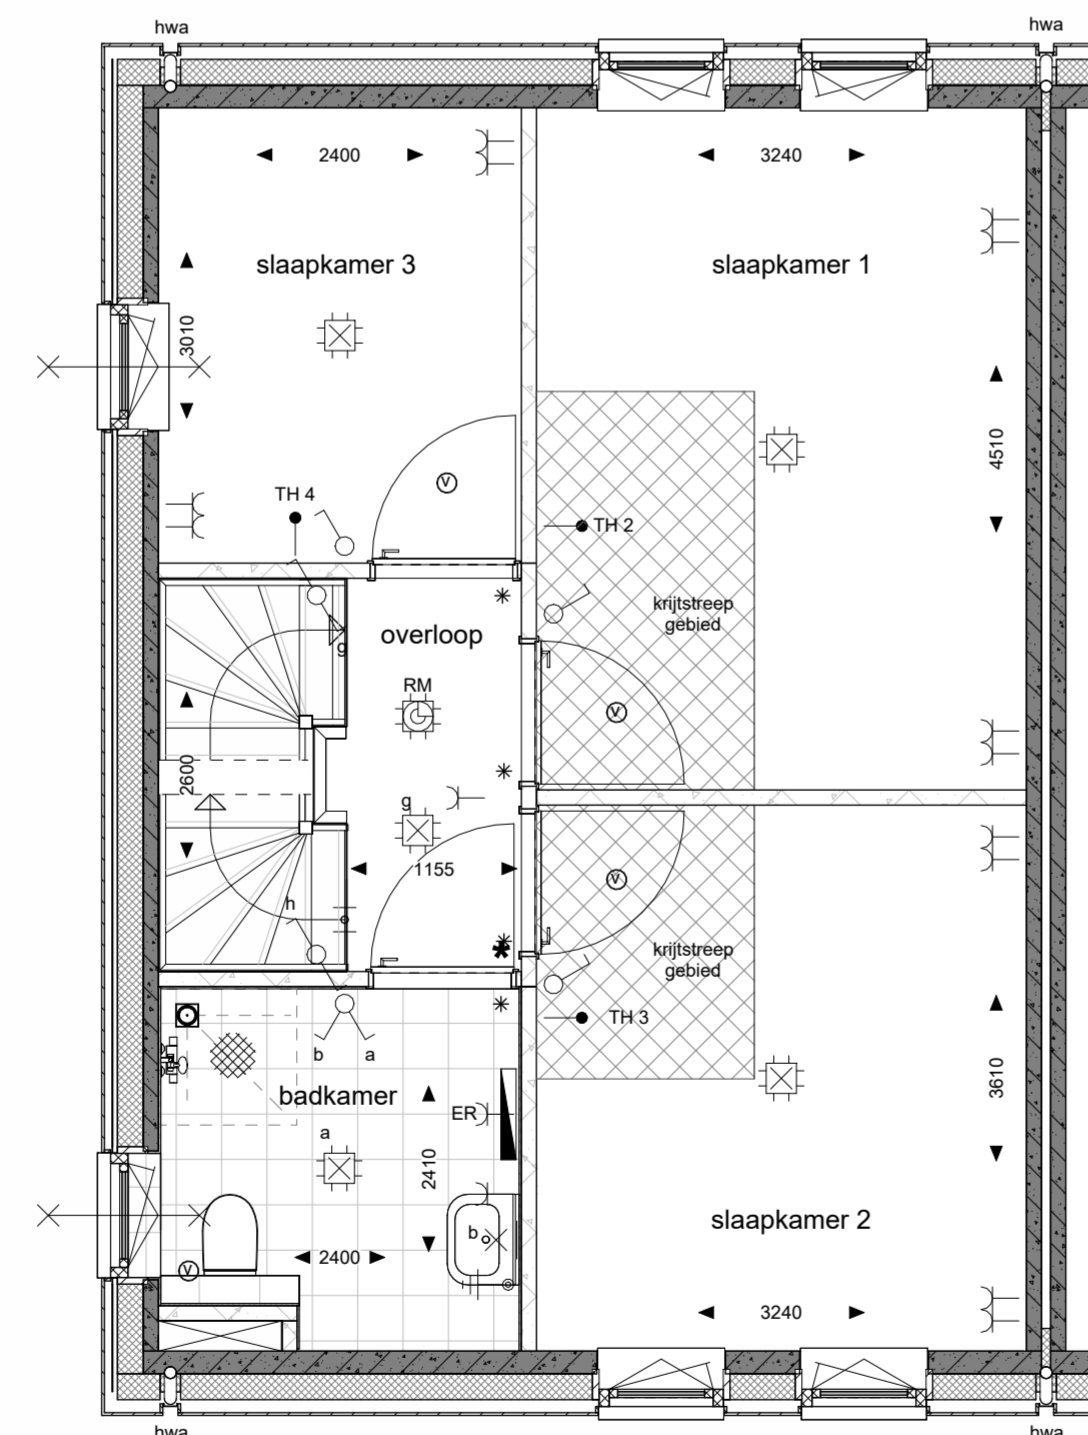 hwa
hwa
2400
3240
slaapkamer 3
slaapkamer 1
3010
4510
V
TH 4
TH 2
krijtstreep
gebied
overloop
g
RM
V
2600
g
1155
V
h
*
krijtstreep
gebied
TH 3
b
a
badkamer
3610
ER
a
2410
slaapkamer 2
b
2400
V
3240
hwa
hwa